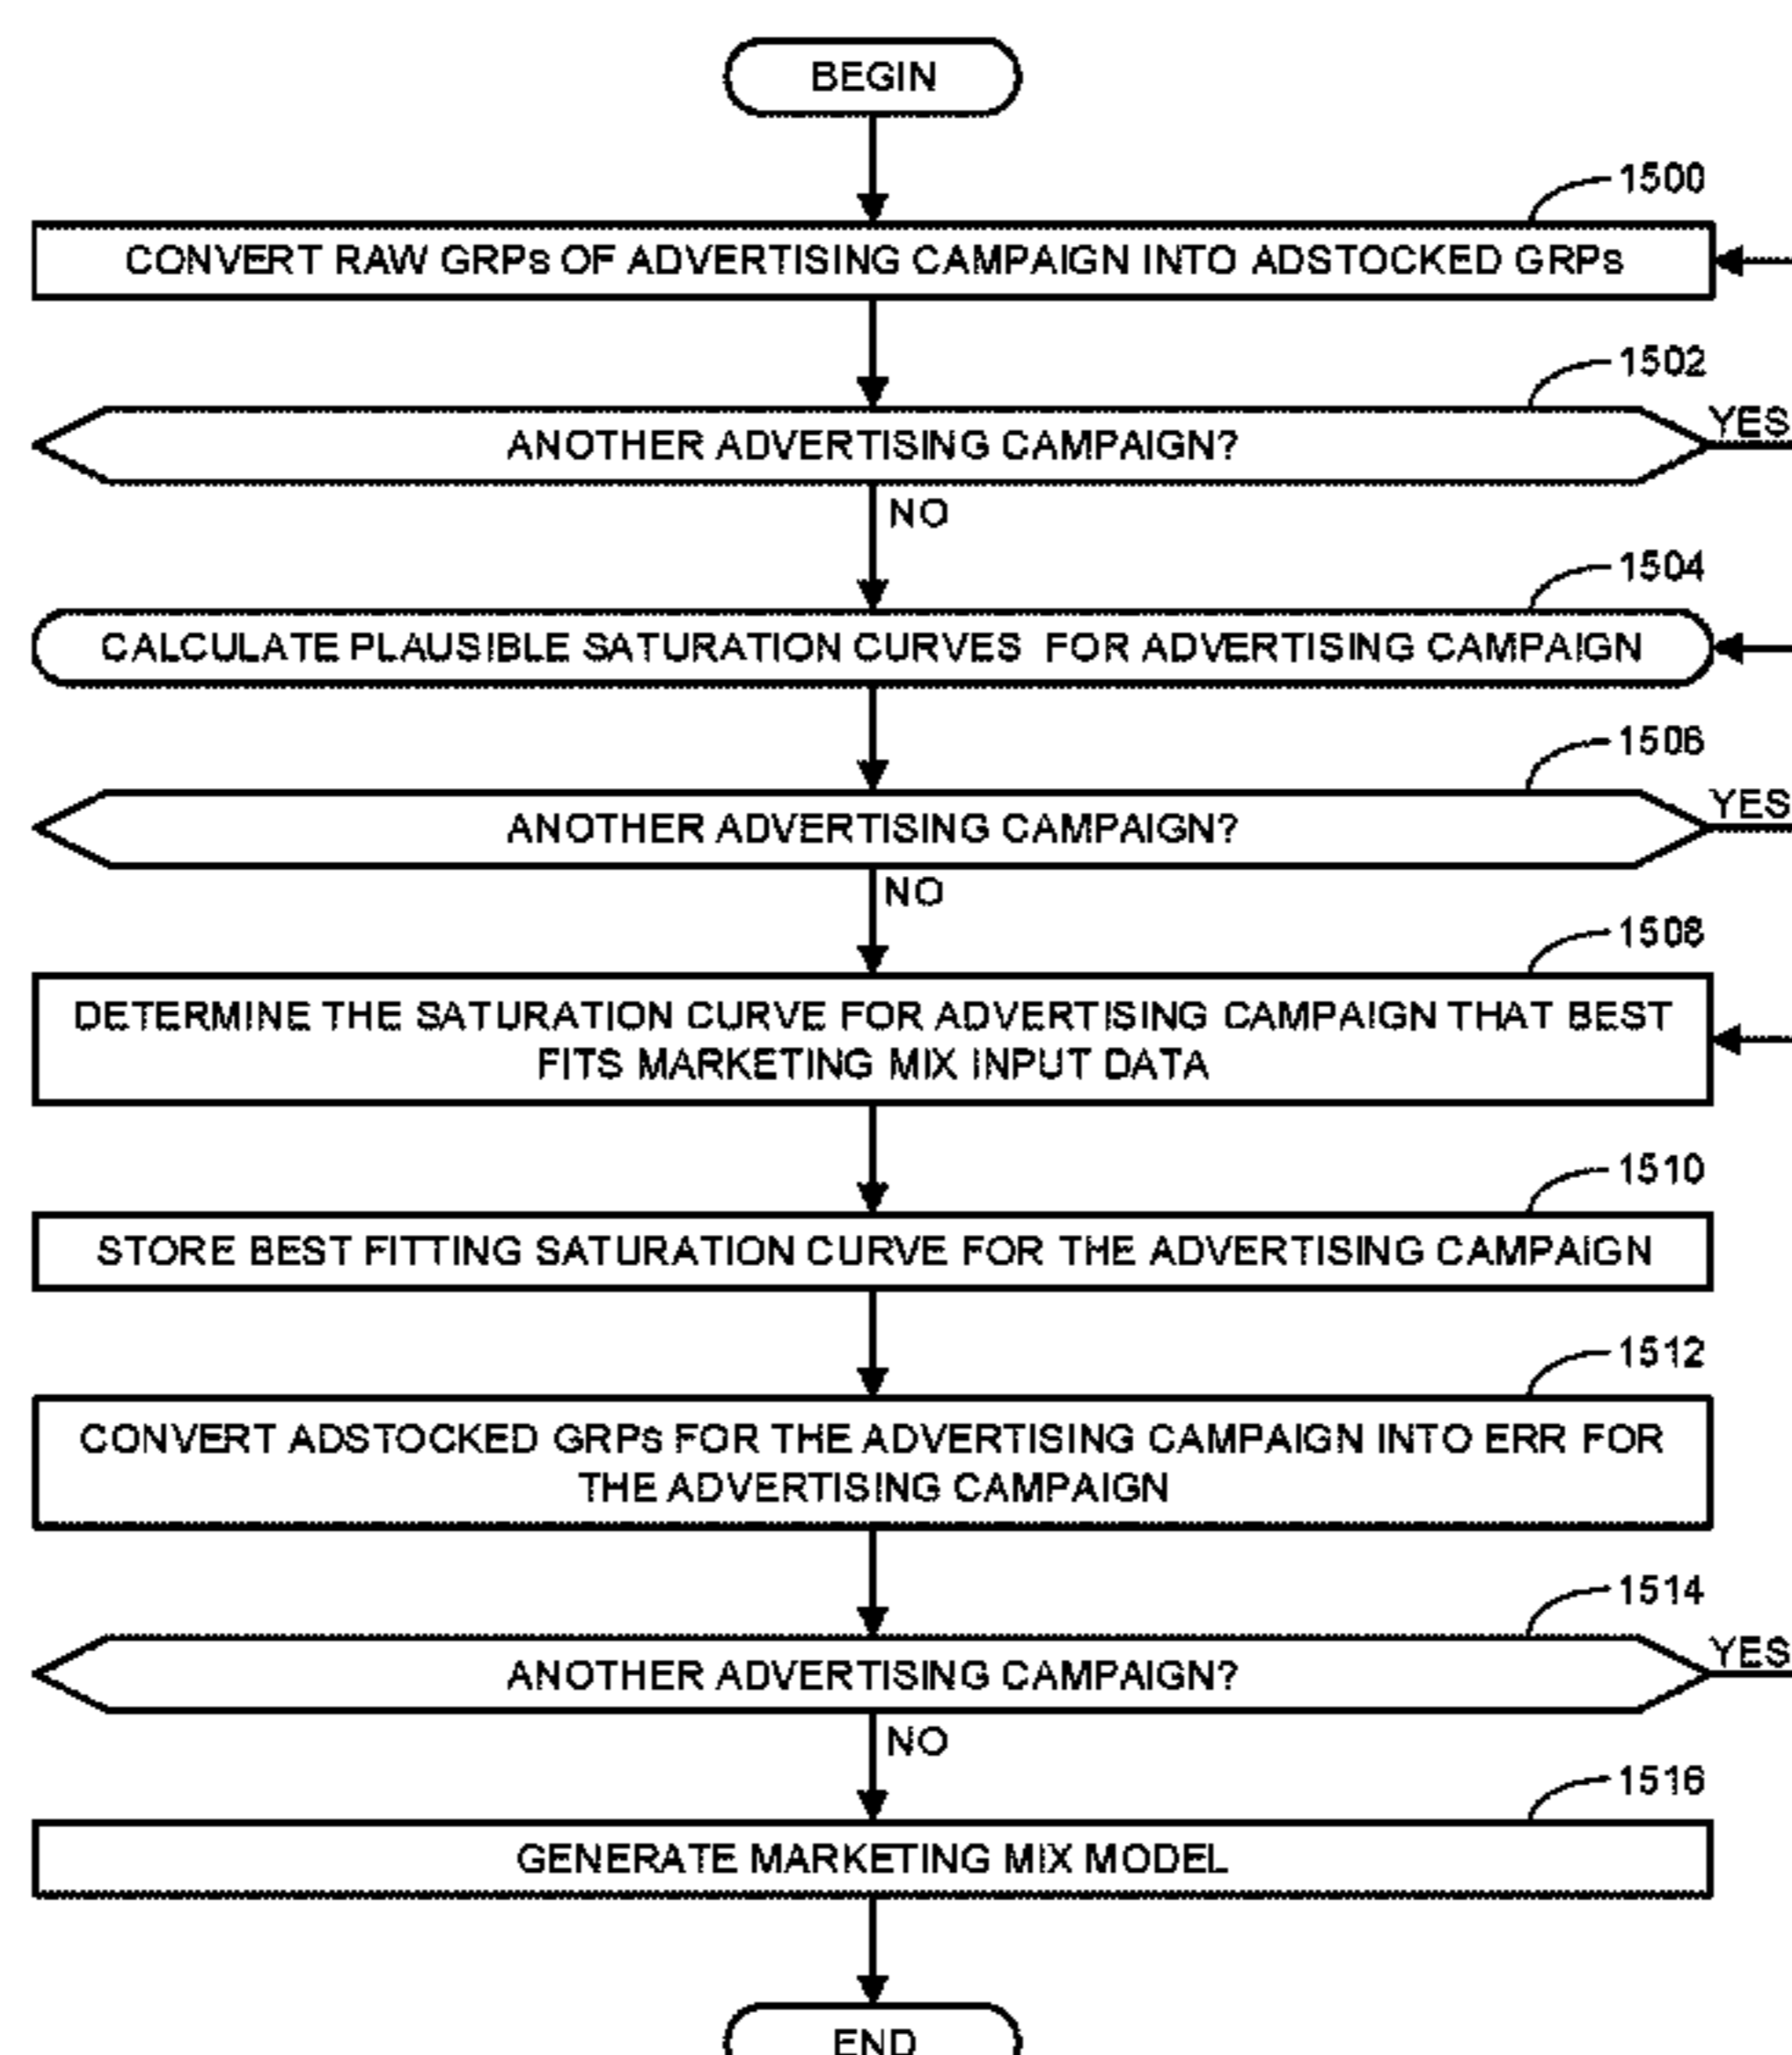 BEGIN
1500
CONVERT RAW GRPs OF ADVERTISING CAMPAIGN INTO ADSTOCKED GRPs
1502
ANOTHER ADVERTISING CAMPAIGN?
YES
NO
1504
CALCULATE PLAUSIBLE SATURATION CURVES FOR ADVERTISING CAMPAIGN
1506
ANOTHER ADVERTISING CAMPAIGN?
YES
NO
1508
DETERMINE THE SATURATION CURVE FOR ADVERTISING CAMPAIGN THAT BEST
FITS MARKETING MIX INPUT DATA
1510
STORE BEST FITTING SATURATION CURVE FOR THE ADVERTISING CAMPAIGN
1512
CONVERT ADSTOCKED GRPs FOR THE ADVERTISING CAMPAIGN INTO ERR FOR
THE ADVERTISING CAMPAIGN
1514
ANOTHER ADVERTISING CAMPAIGN?
YES
NO
1516
GENERATE MARKETING MIX MODEL
END